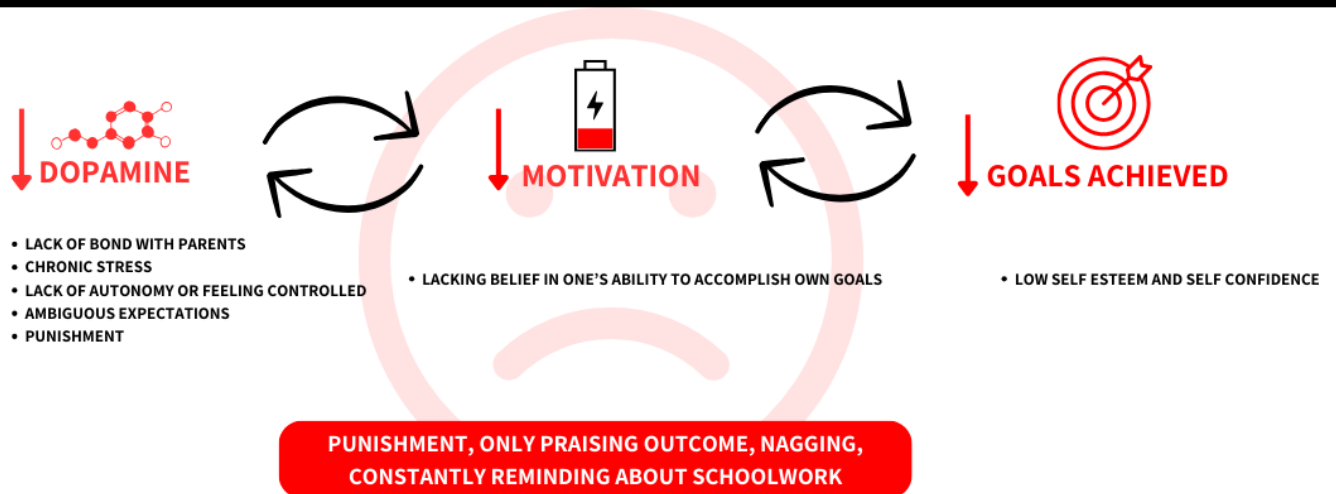 DOPAMINE
MOTIVATION
GOALS ACHIEVED
• LACK OF BOND WITH PARENTS
• CHRONIC STRESS
• LACK OF AUTONOMY OR FEELING CONTROLLED
• AMBIGUOUS EXPECTATIONS
• PUNISHMENT
• LACKING BELIEF IN ONE'S ABILITY TO ACCOMPLISH OWN GOALS
• LOW SELF ESTEEM AND SELF CONFIDENCE
PUNISHMENT, ONLY PRAISING OUTCOME, NAGGING,
CONSTANTLY REMINDING ABOUT SCHOOLWORK